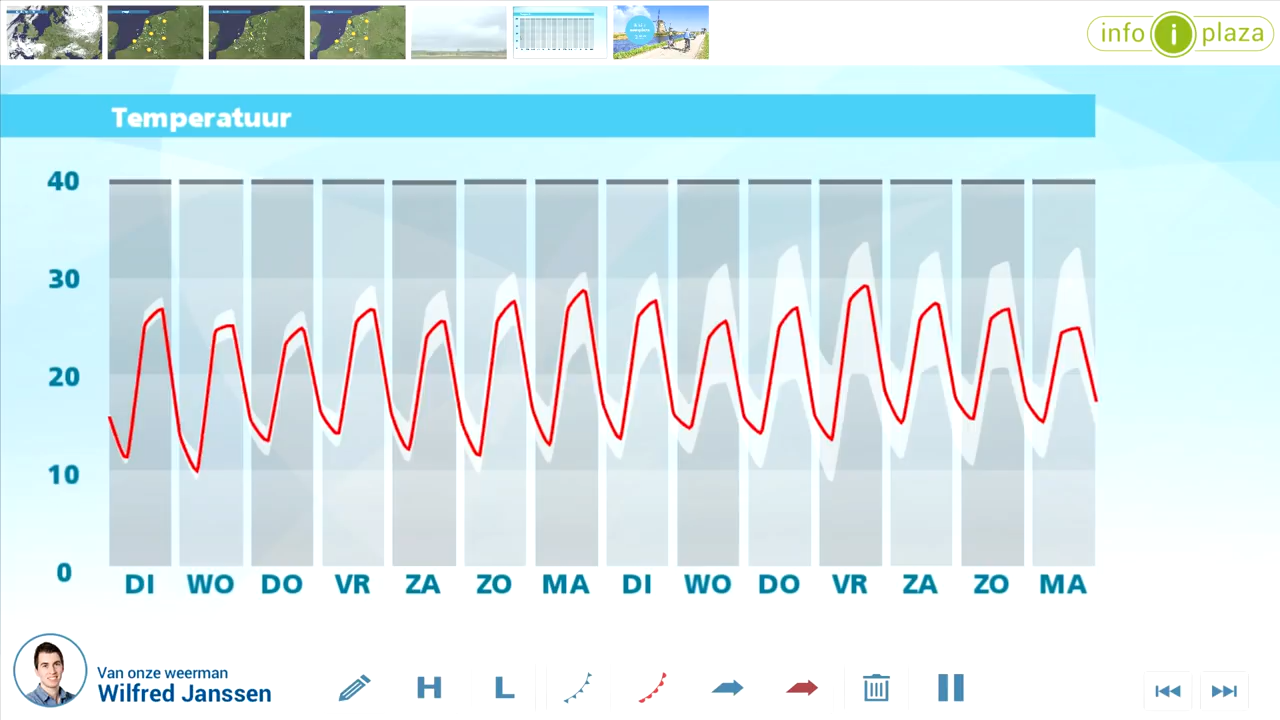 info i plaza
Temperatuur
40
30
20
10
0
DI WO DO VR ZA ZO MA DI WO DO VR ZA ZO MA
Van onze weerman
Wilfred Janssen
H L